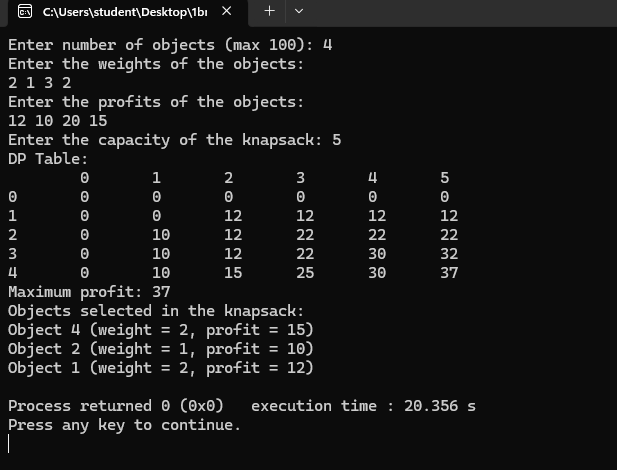 C:\Users\student\Desktop\1br
Enter number of objects (max 100): 4
Enter the weights of the objects:
2 1 3 2
Enter the profits of the objects:
12 10 20 15
Enter the capacity of the knapsack: 5
DP Table:
0 1 2 3 4 5
0 0 0 0 0 0 0
1 0 0 12 12 12 12
2 0 10 12 22 22 22
3 0 10 12 22 30 32
4 0 10 15 25 30 37
Maximum profit: 37
Objects selected in the knapsack:
Object 4 (weight = 2, profit = 15)
Object 2 (weight = 1, profit = 10)
Object 1 (weight = 2, profit = 12)
Process returned 0 (0x0)   execution time : 20.356 s
Press any key to continue.